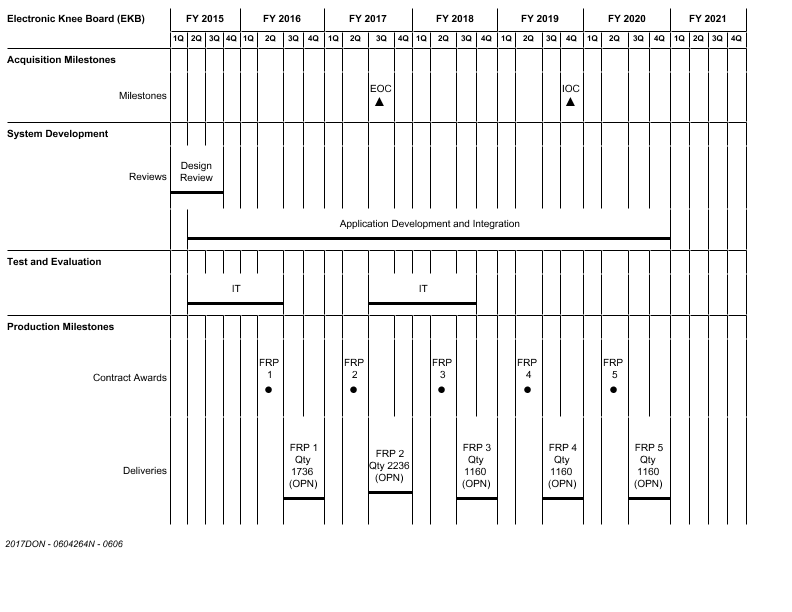 Electronic Knee Board (EKB) FY 2015 FY 2016 FY 2017 FY 2018 FY 2019 FY 2020 FY 2021
1Q 2Q 3Q 4Q 1Q 2Q 3Q 4Q 1Q 2Q 3Q 4Q 1Q 2Q 3Q 4Q 1Q 2Q 3Q 4Q 1Q 2Q 3Q 4Q 1Q 2Q 3Q 4Q
Acquisition Milestones
EOC IOC
Milestones
System Development
Design
Review
Reviews
Application Development and Integration
Test and Evaluation
IT IT
Production Milestones
FRP FRP FRP FRP FRP
1 2 3 4 5
Contract Awards
FRP 1
Qty
1736
(OPN)
FRP 2
Qty 2236
(OPN)
FRP 3
Qty
1160
(OPN)
FRP 4
Qty
1160
(OPN)
FRP 5
Qty
1160
(OPN)
Deliveries
2017DON - 0604264N - 0606